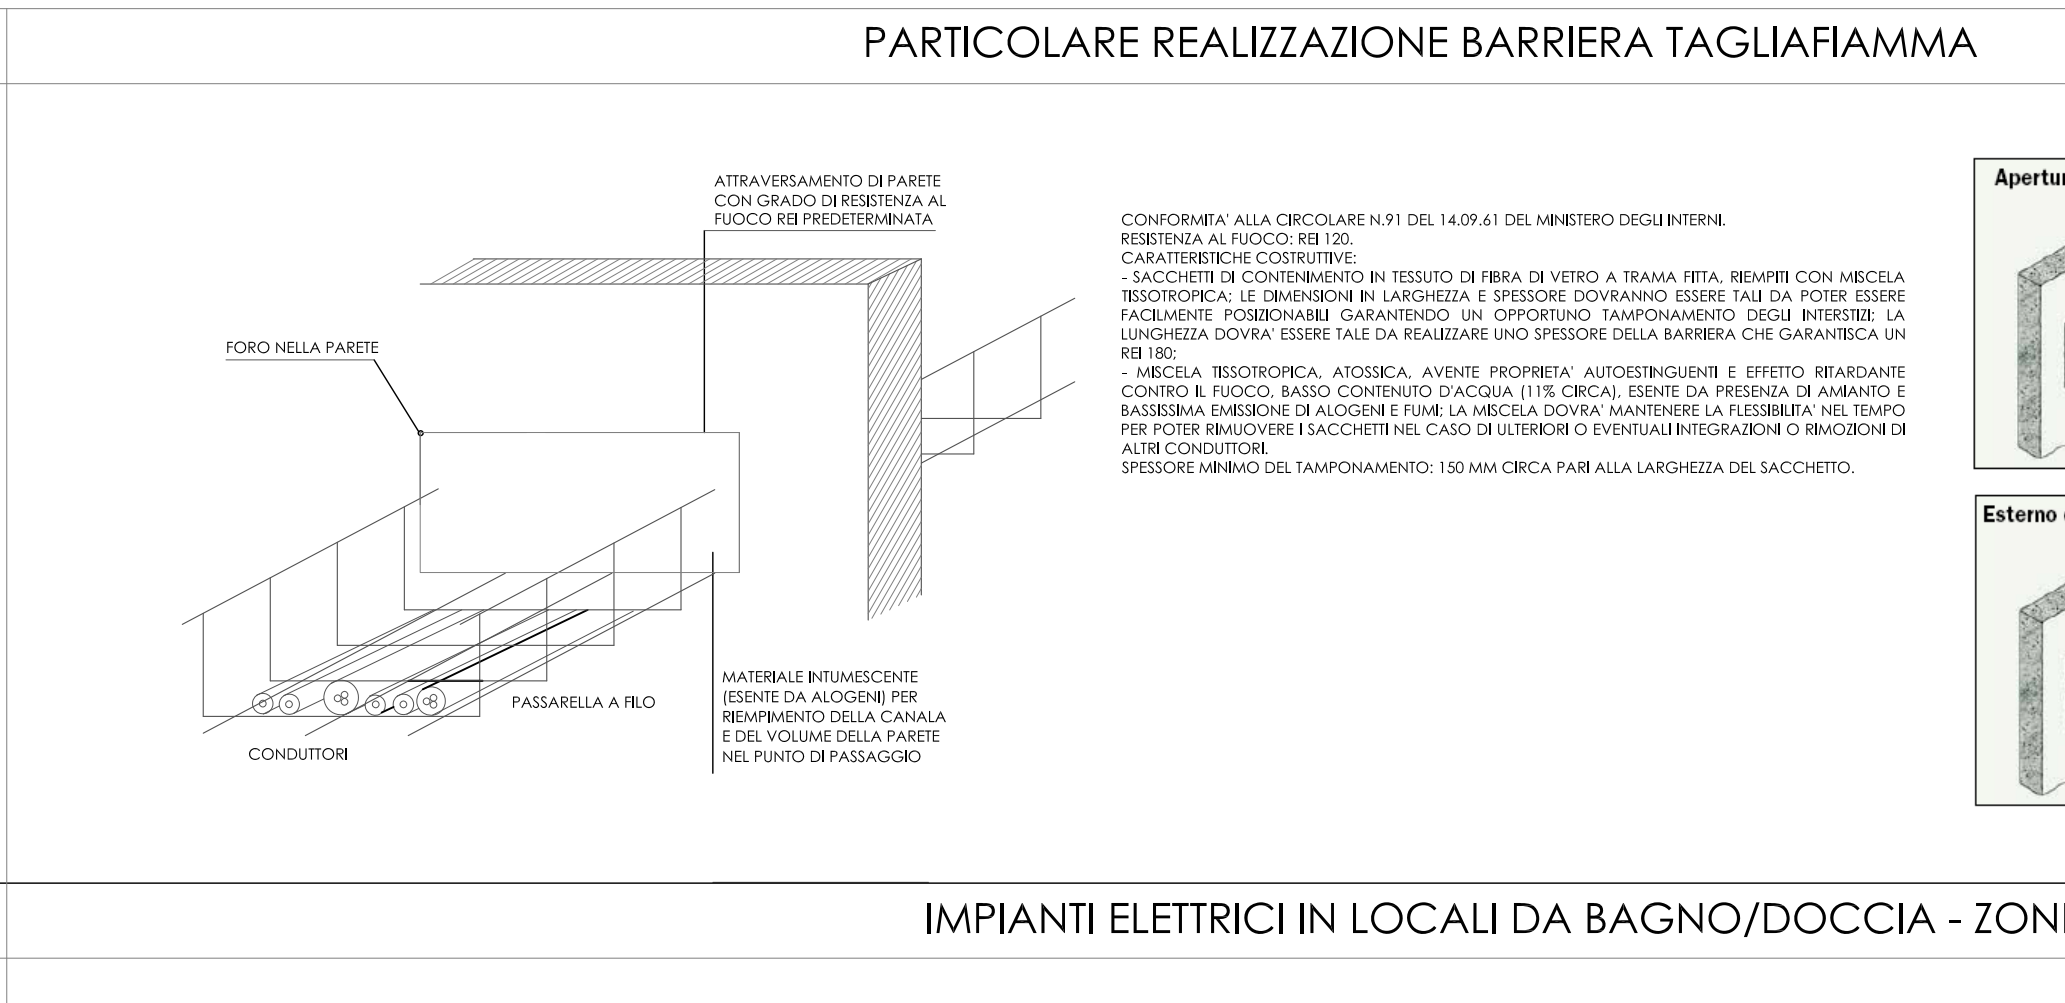 PARTICOLARE REALIZZAZIONE BARRIERA TAGLIAFIAMMA
ATTRAVERSAMENTO DI PARETE
CON GRADO DI RESISTENZA AL
FUOCO REI PREDETERMINATA
FORO NELLA PARETE
PASSARELLA A FILO
CONDUTTORI
MATERIALE INTUMESCENTE
(ESENTE DA ALOGENI) PER
RIEMPIMENTO DELLA CANALA
E DEL VOLUME DELLA PARETE
NEL PUNTO DI PASSAGGIO
CONFORMITA' ALLA CIRCOLARE N.91 DEL 14.09.61 DEL MINISTERO DEGLI INTERNI.
RESISTENZA AL FUOCO: REI 120.
CARATTERISTICHE COSTRUTTIVE:
- SACCHETTI DI CONTENIMENTO IN TESSUTO DI FIBRA DI VETRO A TRAMA FITTA, RIEMPITI CON MISCELA
TISSOTROPICA; LE DIMENSIONI IN LARGHEZZA E SPESSORE DOVRANNO ESSERE TALI DA POTER ESSERE
FACILMENTE POSIZIONABILI GARANTENDO UN OPPORTUNO TAMPONAMENTO DEGLI INTERSTIZI; LA
LUNGHEZZA DOVRA' ESSERE TALE DA REALIZZARE UNO SPESSORE DELLA BARRIERA CHE GARANTISCA UN
REI 180;
- MISCELA TISSOTROPICA, ATOSSICA, AVENTE PROPRIETA' AUTOESTINGUENTI E EFFETTO RITARDANTE
CONTRO IL FUOCO, BASSO CONTENUTO D'ACQUA (11% CIRCA), ESENTE DA PRESENZA DI AMIANTO E
BASSISSIMA EMISSIONE DI ALOGENI E FUMI; LA MISCELA DOVRA' MANTENERE LA FLESSIBILITA' NEL TEMPO
PER POTER RIMUOVERE I SACCHETTI NEL CASO DI ULTERIORI O EVENTUALI INTEGRAZIONI O RIMOZIONI DI
ALTRI CONDUTTORI.
SPESSORE MINIMO DEL TAMPONAMENTO: 150 MM CIRCA PARI ALLA LARGHEZZA DEL SACCHETTO.
Esterno
IMPIANTI ELETTRICI IN LOCALI DA BAGNO/DOCCIA -